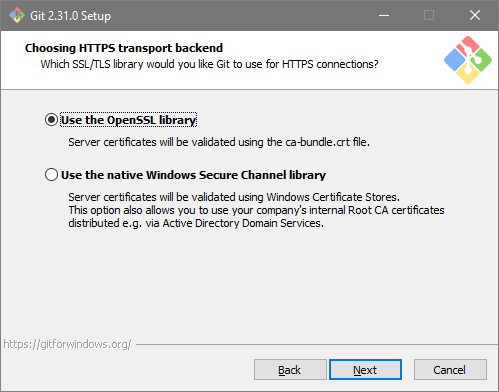 Git 2.31.0 Setup
Choosing HTTPS transport backend
Which SSL/TLS library would you like Git to use for HTTPS connections?
Use the OpenSSL library
Server certificates will be validated using the ca-bundle.crt file.
Use the native Windows Secure Channel library
Server certificates will be validated using Windows Certificate Stores.
This option also allows you to use your company's internal Root CA certificates
distributed e.g. via Active Directory Domain Services.
https://gitforwindows.org/
Back Next Cancel